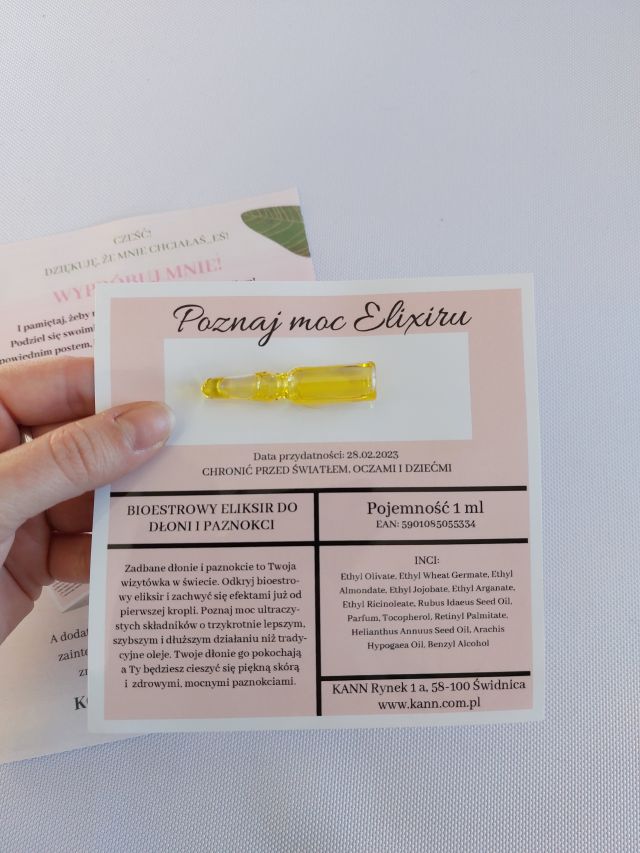 CZEŚĆ!
DZIĘKUJĘ, ŻE MNIE CHCIAŁAŚ_EŚ!
WYPRÓBUJ MNIE!
I pamiętaj, żeby
Podziel się swoim
powiednim postem,
Poznaj moc Elixiru
Data przydatności: 28.02.2023
CHRONIĆ PRZED ŚWIATŁEM, OCZAMI I DZIEĆMI
BIOESTROWY ELIKSIR DO
DŁONI I PAZNOKCI
Pojemność 1 ml
EAN: 5901085055334
Zadbane dłonie i paznokcie to Twoja
wizytówka w świecie. Odkryj bioestro-
wy eliksir i zachwyć się efektami już od
pierwszej kropli. Poznaj moc ultraczy-
stych składników o trzykrotnie lepszym,
szybszym i dłuższym działaniu niż trady-
cyjne oleje. Twoje dłonie go pokochają
a Ty będziesz cieszyć się piękną skórą
i zdrowymi, mocnymi paznokciami.
INCI:
Ethyl Olivate, Ethyl Wheat Germate, Ethyl
Almondate, Ethyl Jojobate, Ethyl Arganate,
Ethyl Ricinoleate, Rubus Idaeus Seed Oil,
Parfum, Tocopherol, Retinyl Palmitate,
Helianthus Annuus Seed Oil, Arachis
Hypogaea Oil, Benzyl Alcohol
KANN Rynek 1 a, 58-100 Świdnica
www.kann.com.pl
A